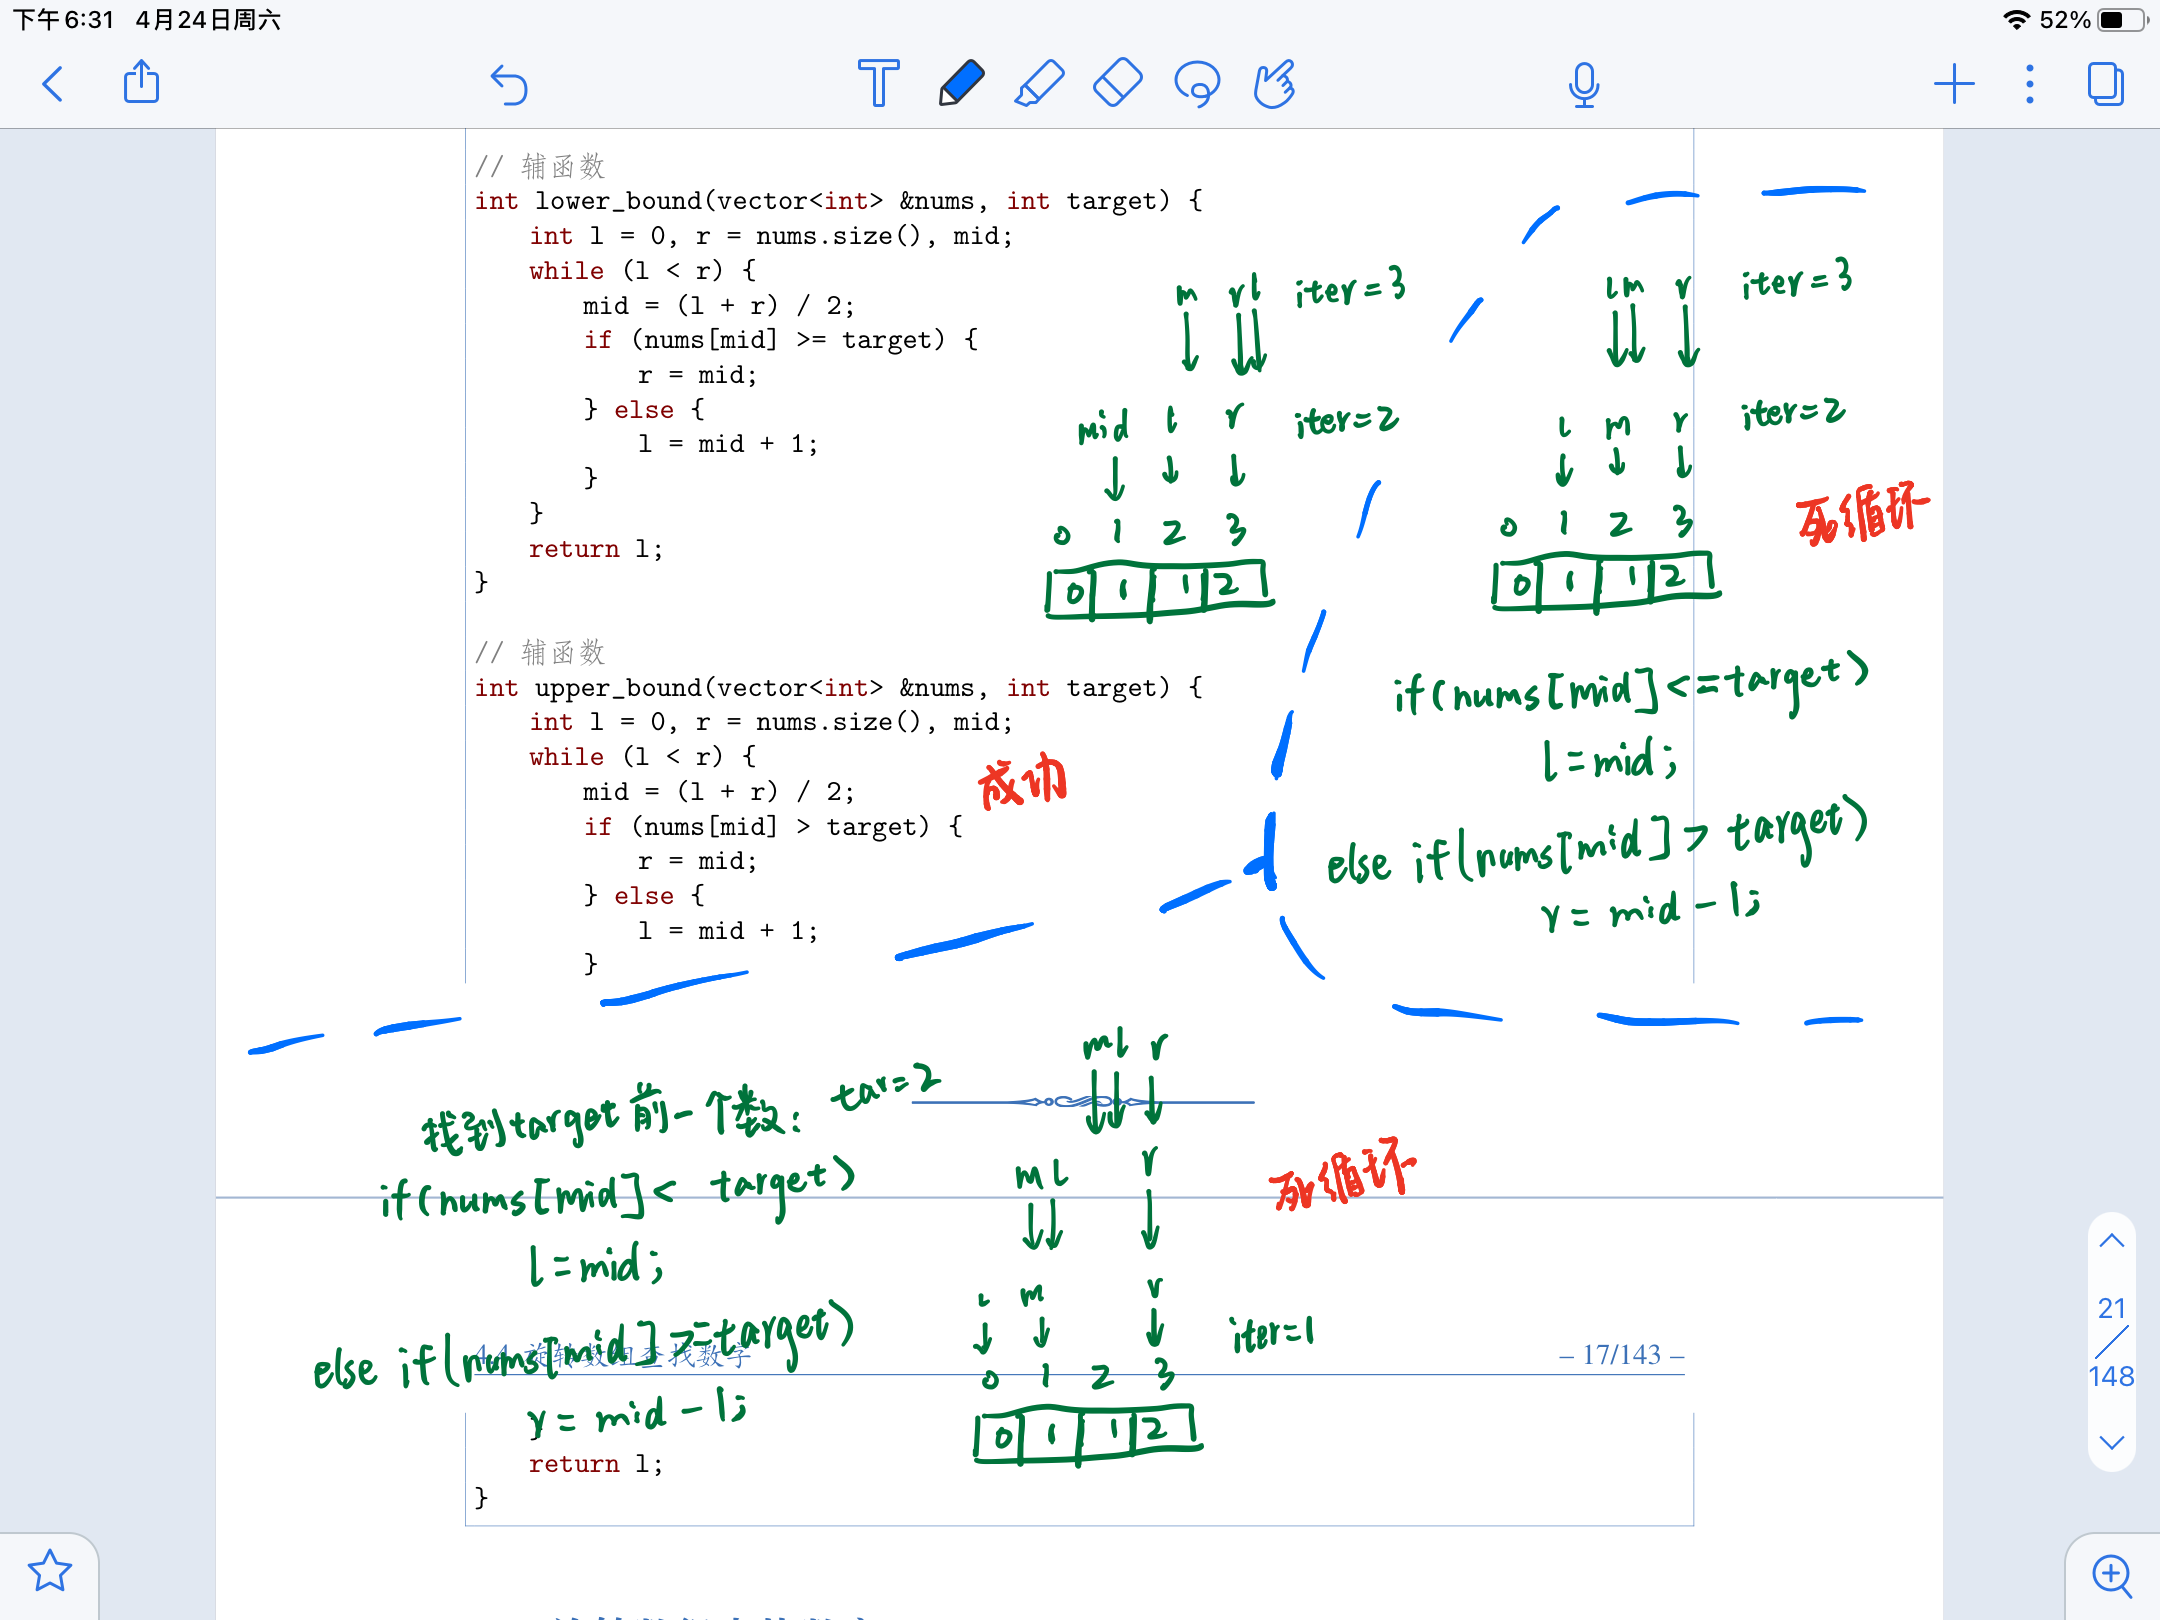 下午6:31 4月24日周六
52%
// 辅函数
int lower_bound(vector<int> &nums, int target) {
int l = 0, r = nums.size(), mid;
while (l < r) {
mid = (l + r) / 2;
if (nums[mid] >= target) {
r = mid;
} else {
l = mid + 1;
}
}
return l;
}
m r l iter=3
mid l r iter=2
0 1 2 3
0 1 1 2
l m r iter=3
l m r iter=2
0 1 2 3
0 1 1 2
死循环
if(nums[mid]<=target)
l=mid;
else if(nums[mid]> target)
r= mid-1;
// 辅函数
int upper_bound(vector<int> &nums, int target) {
int l = 0, r = nums.size(), mid;
while (l < r) {
mid = (l + r) / 2;
if (nums[mid] > target) {
r = mid;
} else {
l = mid + 1;
}
成功
找到target前一个数: tar=2
if(nums[mid]< target)
l=mid;
else if(nums[mid]>=target)
r= mid-1;
m l r
m l r
死循环
l m r iter=1
0 1 2 3
0 1 1 2
4.4 旋转数组查找数字
– 17/143 –
}
return l;
}
21
148